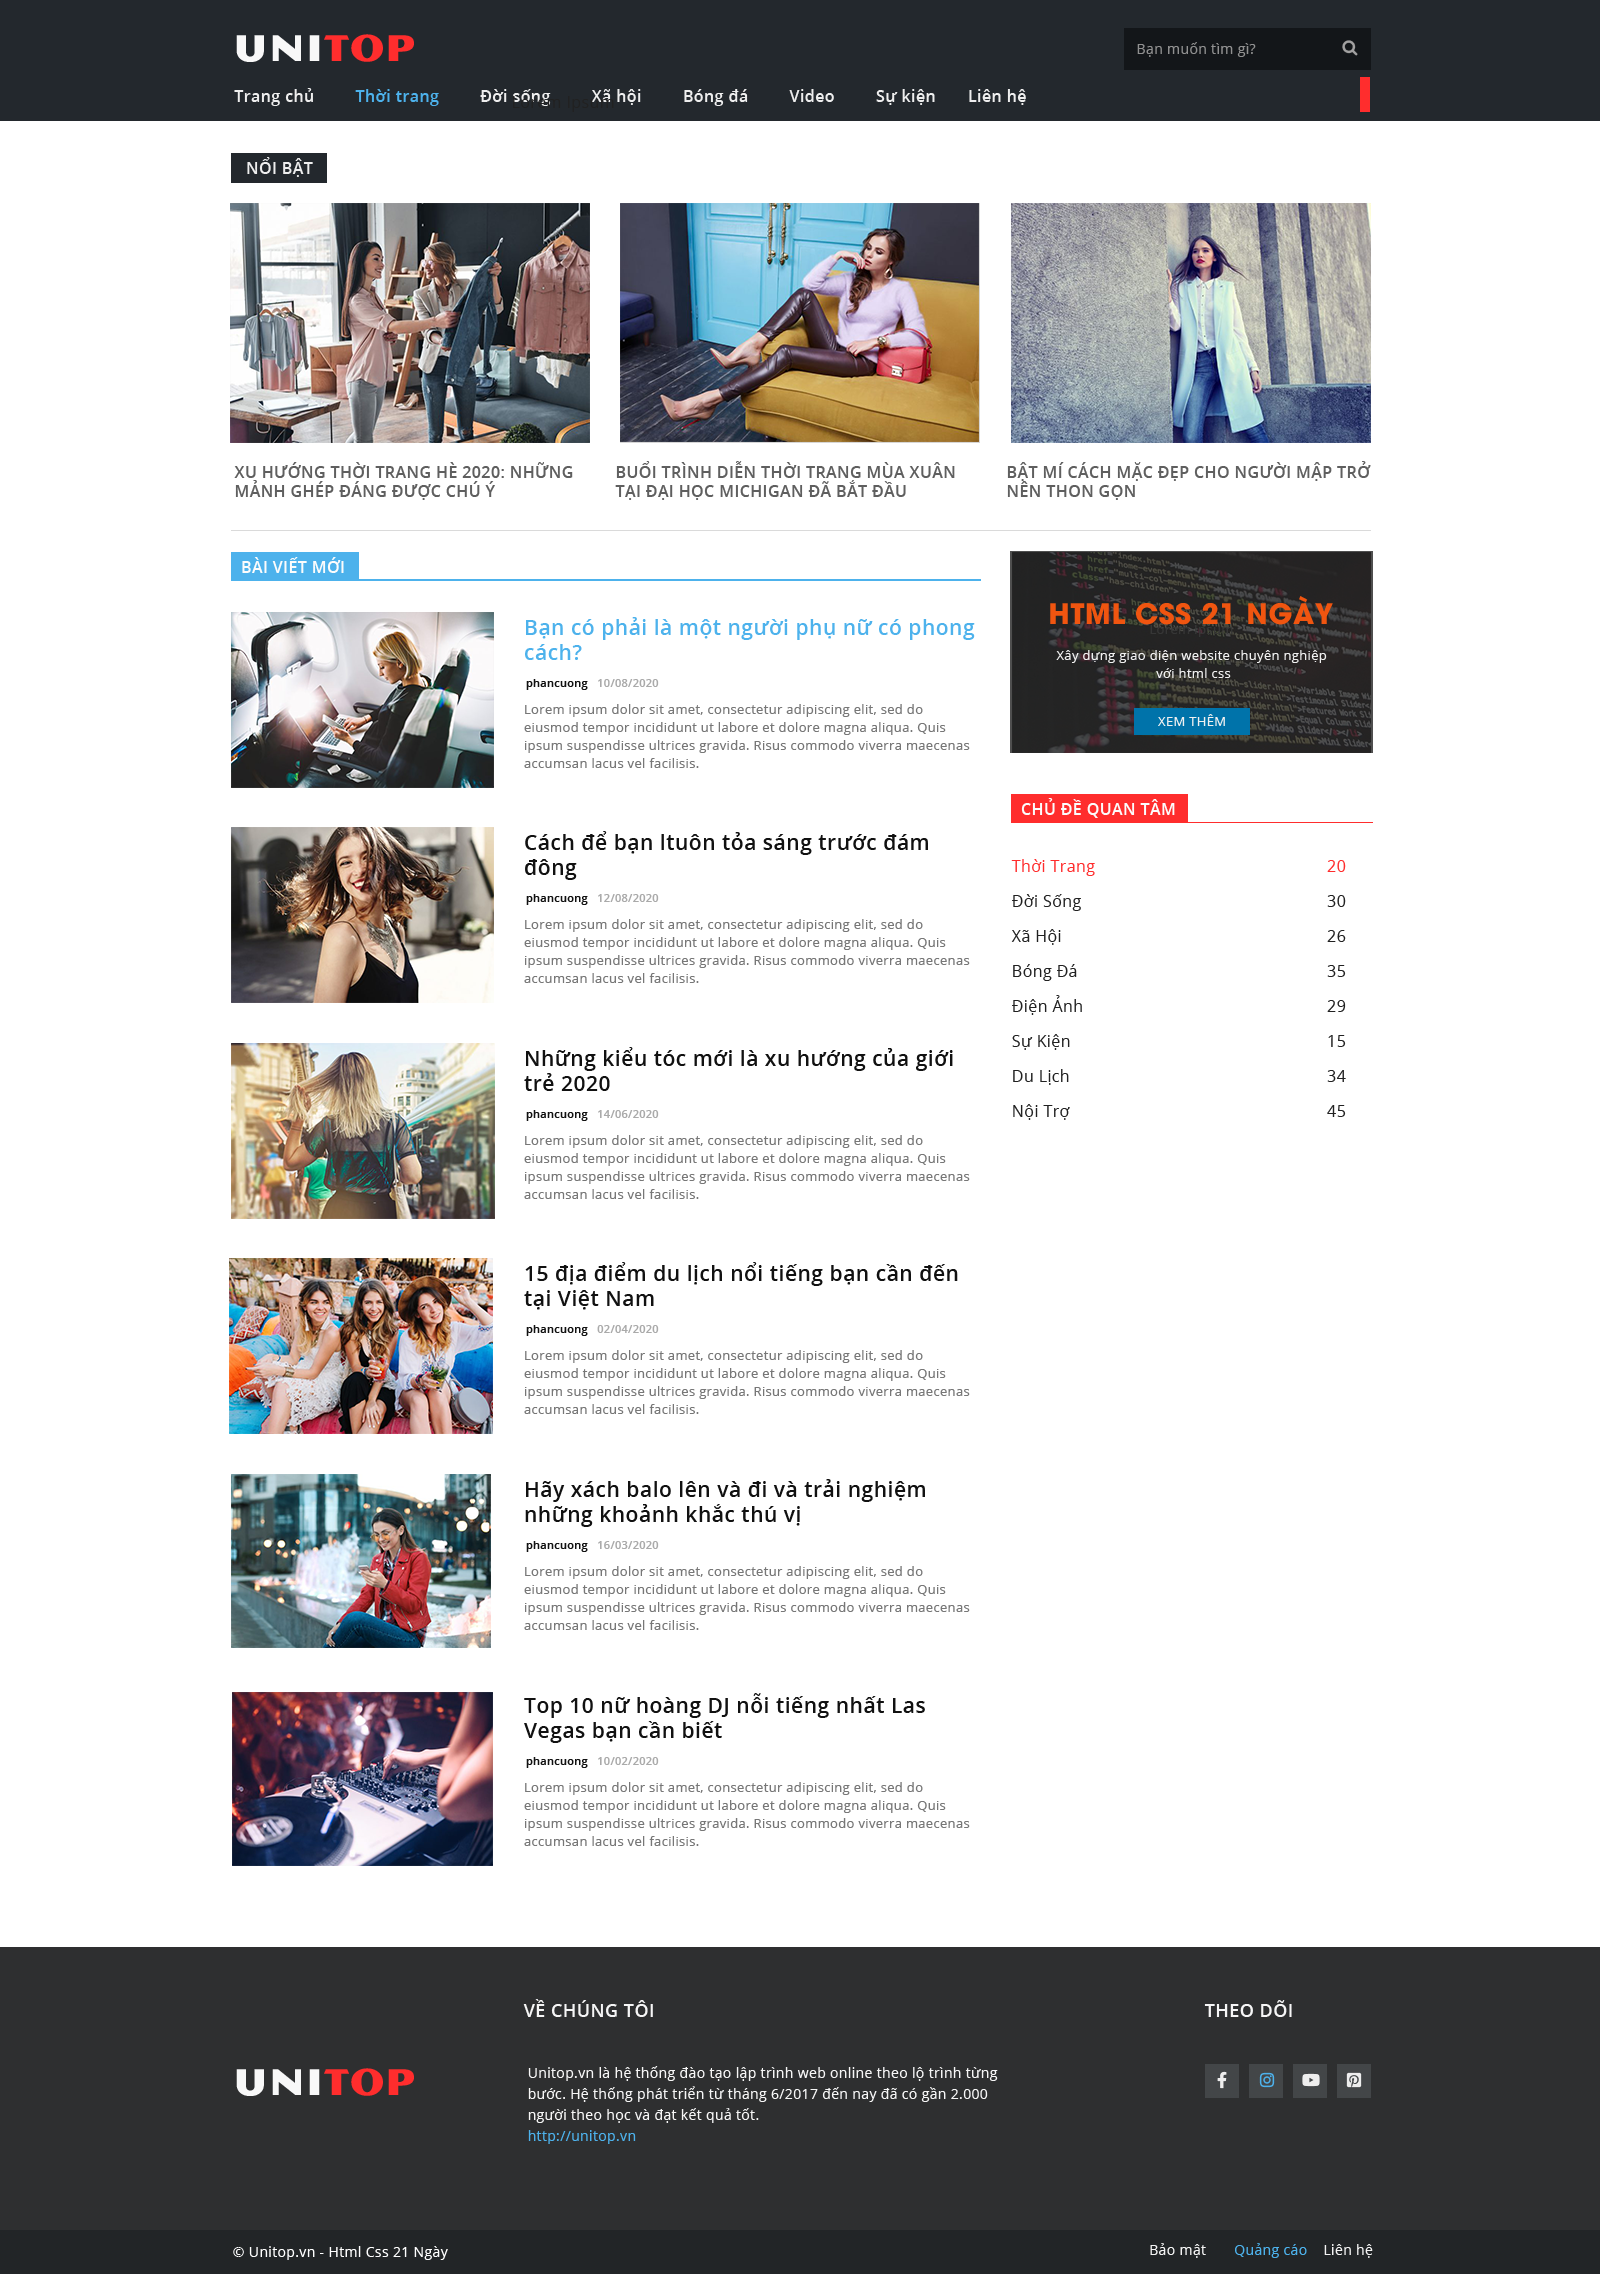 UNITOP
Bạn muốn tìm gì?
Trang chủ Thời trang Đời sống Xã hội Bóng đá Video Sự kiện Liên hệ
NỔI BẬT
XU HƯỚNG THỜI TRANG HÈ 2020: NHỮNG
MẢNH GHÉP ĐÁNG ĐƯỢC CHÚ Ý
BUỔI TRÌNH DIỄN THỜI TRANG MÙA XUÂN
TẠI ĐẠI HỌC MICHIGAN ĐÃ BẮT ĐẦU
BẬT MÍ CÁCH MẶC ĐẸP CHO NGƯỜI MẬP TRỞ
NÊN THON GỌN
BÀI VIẾT MỚI
Bạn có phải là một người phụ nữ có phong
cách?
phancuong 10/08/2020
Lorem ipsum dolor sit amet, consectetur adipiscing elit, sed do
eiusmod tempor incididunt ut labore et dolore magna aliqua. Quis
ipsum suspendisse ultrices gravida. Risus commodo viverra maecenas
accumsan lacus vel facilisis.
Cách để bạn ltuôn tỏa sáng trước đám
đông
phancuong 12/08/2020
Lorem ipsum dolor sit amet, consectetur adipiscing elit, sed do
eiusmod tempor incididunt ut labore et dolore magna aliqua. Quis
ipsum suspendisse ultrices gravida. Risus commodo viverra maecenas
accumsan lacus vel facilisis.
Những kiểu tóc mới là xu hướng của giới
trẻ 2020
phancuong 14/06/2020
Lorem ipsum dolor sit amet, consectetur adipiscing elit, sed do
eiusmod tempor incididunt ut labore et dolore magna aliqua. Quis
ipsum suspendisse ultrices gravida. Risus commodo viverra maecenas
accumsan lacus vel facilisis.
15 địa điểm du lịch nổi tiếng bạn cần đến
tại Việt Nam
phancuong 02/04/2020
Lorem ipsum dolor sit amet, consectetur adipiscing elit, sed do
eiusmod tempor incididunt ut labore et dolore magna aliqua. Quis
ipsum suspendisse ultrices gravida. Risus commodo viverra maecenas
accumsan lacus vel facilisis.
Hãy xách balo lên và đi và trải nghiệm
những khoảnh khắc thú vị
phancuong 16/03/2020
Lorem ipsum dolor sit amet, consectetur adipiscing elit, sed do
eiusmod tempor incididunt ut labore et dolore magna aliqua. Quis
ipsum suspendisse ultrices gravida. Risus commodo viverra maecenas
accumsan lacus vel facilisis.
Top 10 nữ hoàng DJ nỗi tiếng nhất Las
Vegas bạn cần biết
phancuong 10/02/2020
Lorem ipsum dolor sit amet, consectetur adipiscing elit, sed do
eiusmod tempor incididunt ut labore et dolore magna aliqua. Quis
ipsum suspendisse ultrices gravida. Risus commodo viverra maecenas
accumsan lacus vel facilisis.
HTML CSS 21 NGÀY
Xây dựng giao diện website chuyên nghiệp
với html css
XEM THÊM
CHỦ ĐỀ QUAN TÂM
Thời Trang 20
Đời Sống 30
Xã Hội 26
Bóng Đá 35
Điện Ảnh 29
Sự Kiện 15
Du Lịch 34
Nội Trợ 45
UNITOP
VỀ CHÚNG TÔI
Unitop.vn là hệ thống đào tạo lập trình web online theo lộ trình từng
bước. Hệ thống phát triển từ tháng 6/2017 đến nay đã có gần 2.000
người theo học và đạt kết quả tốt.
http://unitop.vn
THEO DÕI
© Unitop.vn - Html Css 21 Ngày
Bảo mật Quảng cáo Liên hệ